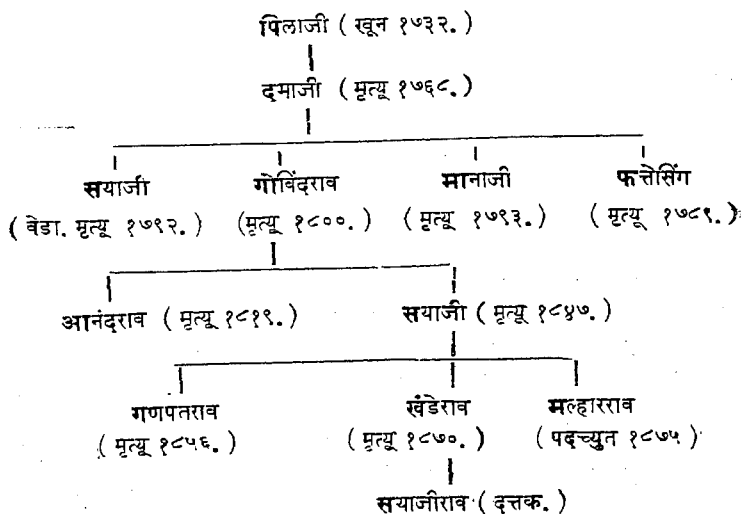 पिलाजी ( खून १७३२. )
दमाजी ( मृत्यू १७६८. )
सयाजी गोविंदराव मानाजी फत्तेसिंग
( वेडा. मृत्यू १७९२. ) (मृत्यू १८००. ) ( मृत्यू १७९३. ) ( मृत्यू १७८९. )
आनंदराव ( मृत्यू १८१९. ) सयाजी ( मृत्यू १८४७. )
गणपतराव खंडेराव मल्हारराव
( मृत्यू १८५६. ) (मृत्यू १८७०. ) (पदच्युत १८७५ )
सयाजीराव ( दत्तक. )